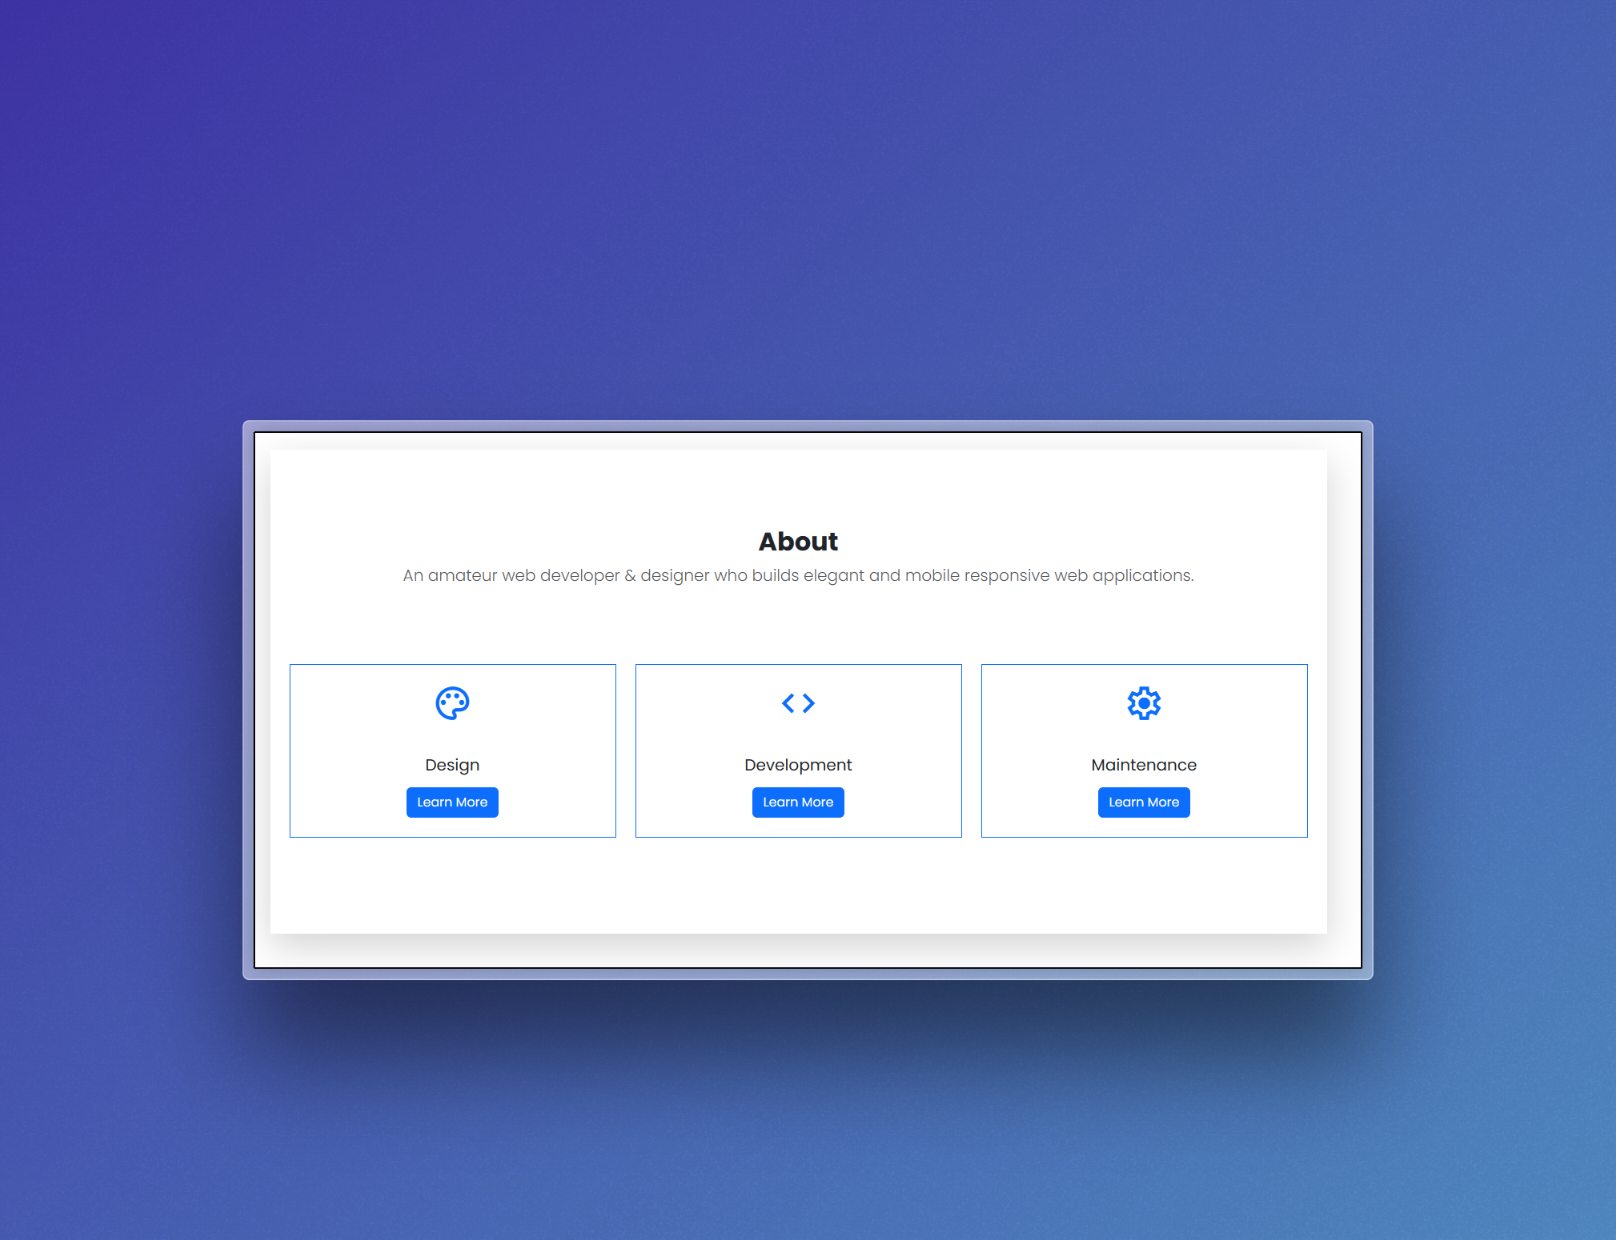 About
An amateur web developer & designer who builds elegant and mobile responsive web applications.
Design
Development
Maintenance
Learn More
Learn More
Learn More